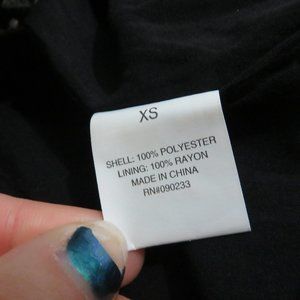 XS
SHELL: 100% POLYESTER
LINING: 100% RAYON
MADE IN CHINA
RN#090233